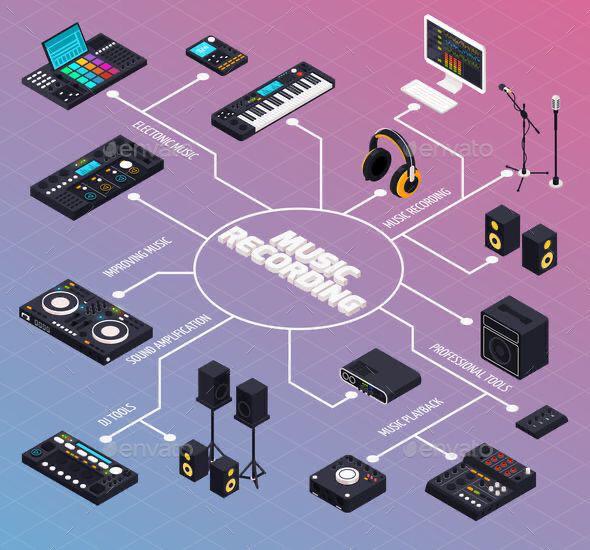 ELECTONIC MUSIC
MUSIC RECORDING
IMPROVING MUSIC
MUSIC
RECORDING
SOUND AMPLIFICATION
PROFESSIONAL TOOLS
DJ TOOLS
MUSIC PLAYBACK
envato
envato
envato
envato